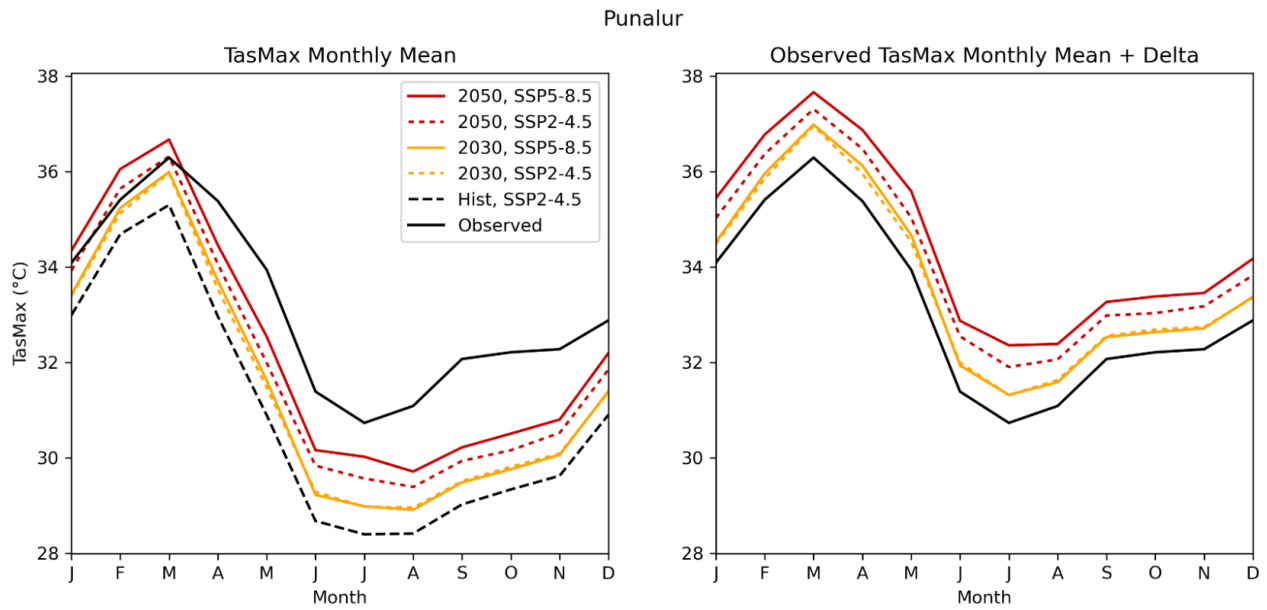 Punalur
TasMax Monthly Mean
Observed TasMax Monthly Mean + Delta
TasMax (°C)
38
36
34
32
30
28
2050, SSP5-8.5
2050, SSP2-4.5
2030, SSP5-8.5
2030, SSP2-4.5
Hist, SSP2-4.5
Observed
J F M A M J J A S O N D
Month
38
36
34
32
30
28
J F M A M J J A S O N D
Month